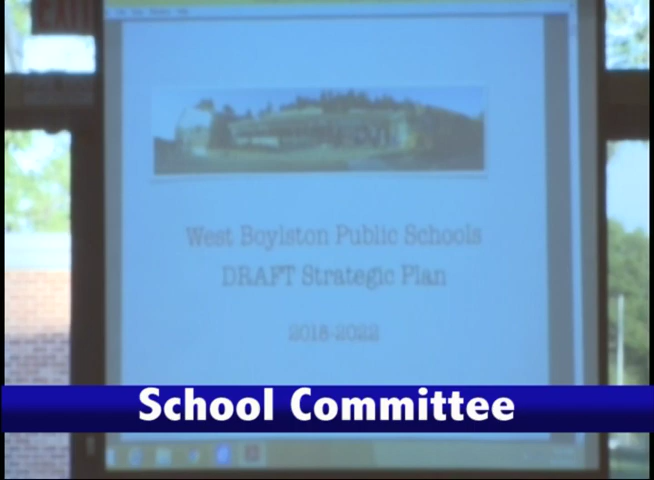 West Boylston Public Schools
DRAFT Strategic Plan
2018-2022
School Committee